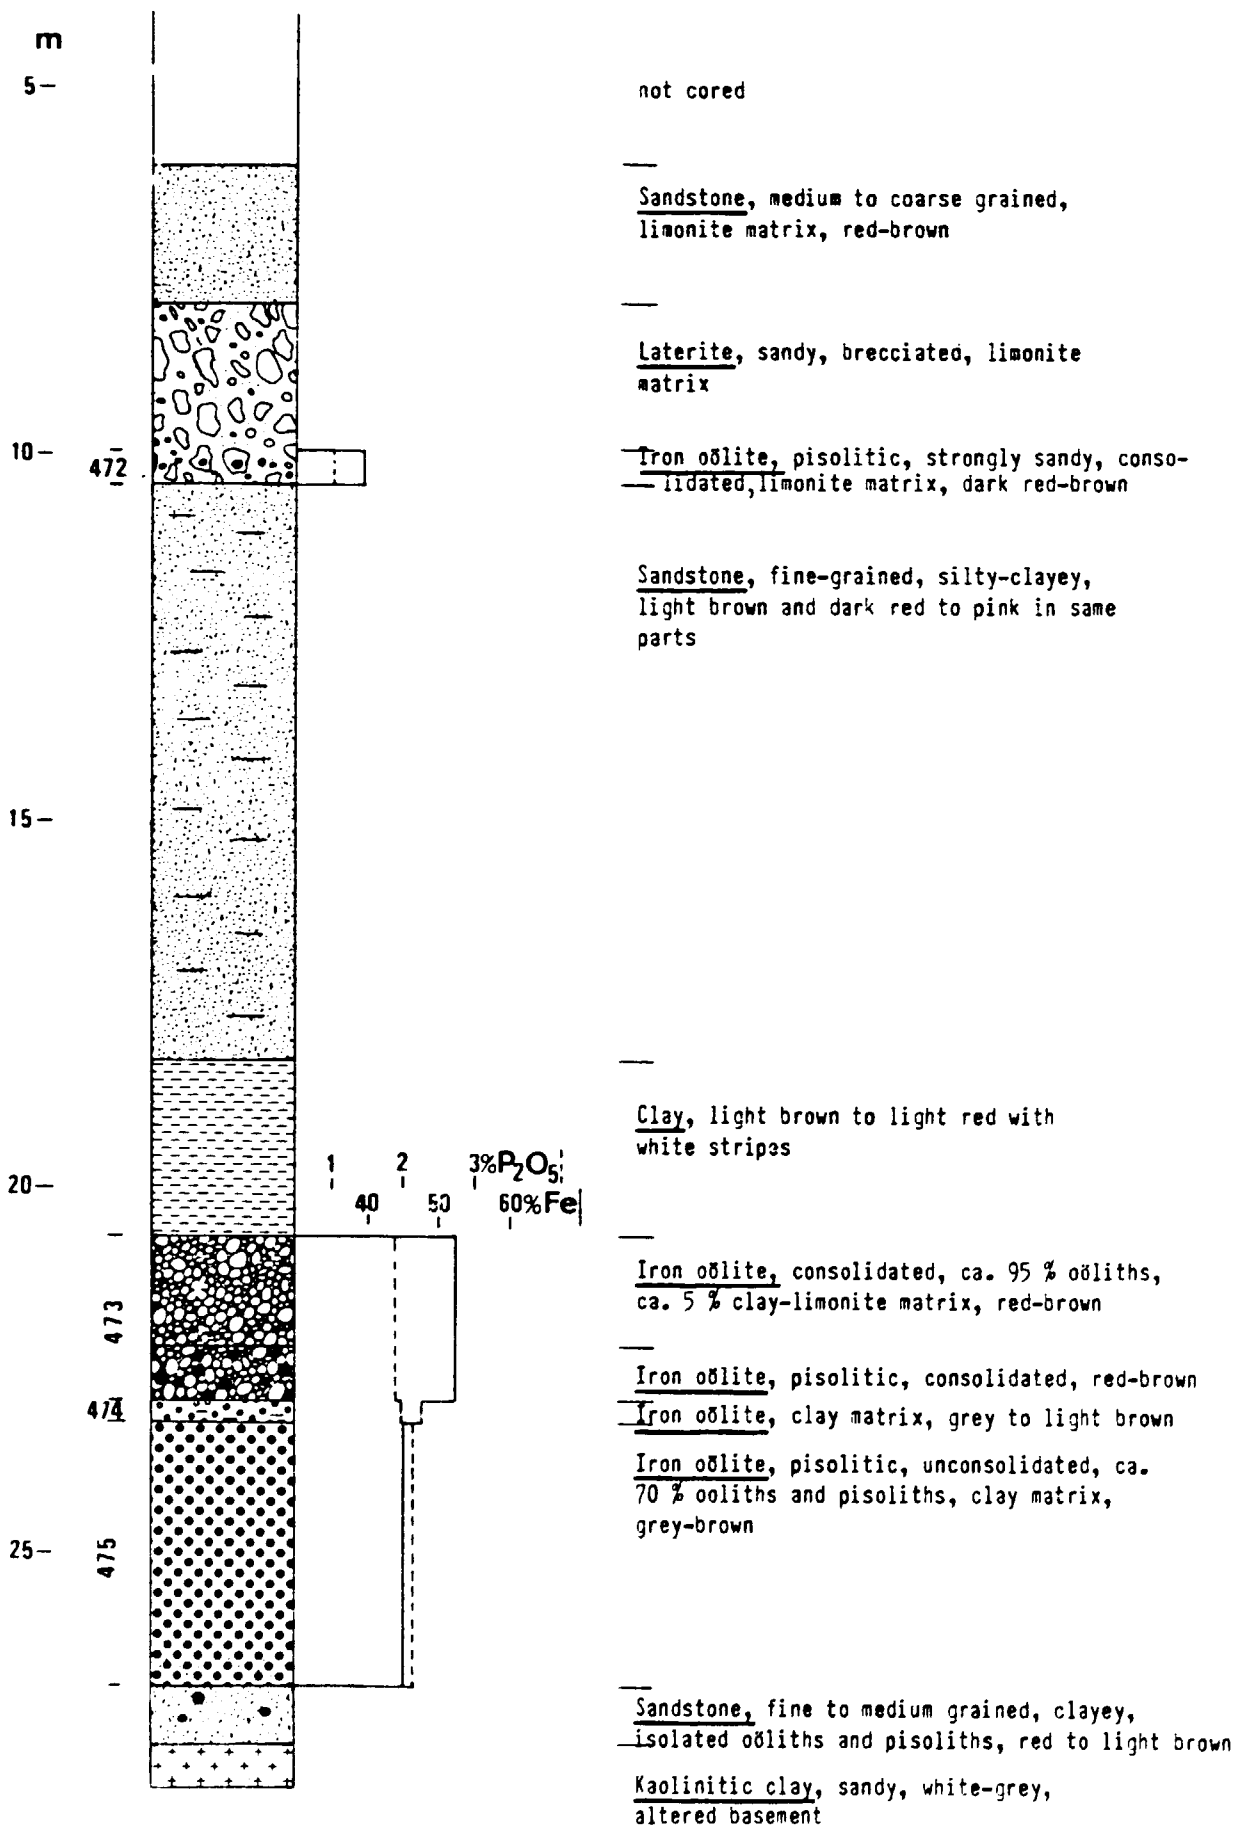 m
5—
not cored
Sandstone, medium to coarse grained,
limonite matrix, red-brown
Laterite, sandy, brecciated, limonite
matrix
10—
472
Iron oölite, pisolitic, strongly sandy, conso-
lidated, limonite matrix, dark red-brown
Sandstone, fine-grained, silty-clayey,
light brown and dark red to pink in same
parts
15—
Clay, light brown to light red with
white stripes
1 2 3%P₂O₅
20—
40 50 60%Fe
Iron oölite, consolidated, ca. 95 % oöliths,
ca. 5 % clay-limonite matrix, red-brown
473
Iron oölite, pisolitic, consolidated, red-brown
474
Iron oölite, clay matrix, grey to light brown
Iron oölite, pisolitic, unconsolidated, ca.
70 % ooliths and pisoliths, clay matrix,
grey-brown
25—
475
Sandstone, fine to medium grained, clayey,
isolated oöliths and pisoliths, red to light brown
Kaolinitic clay, sandy, white-grey,
altered basement